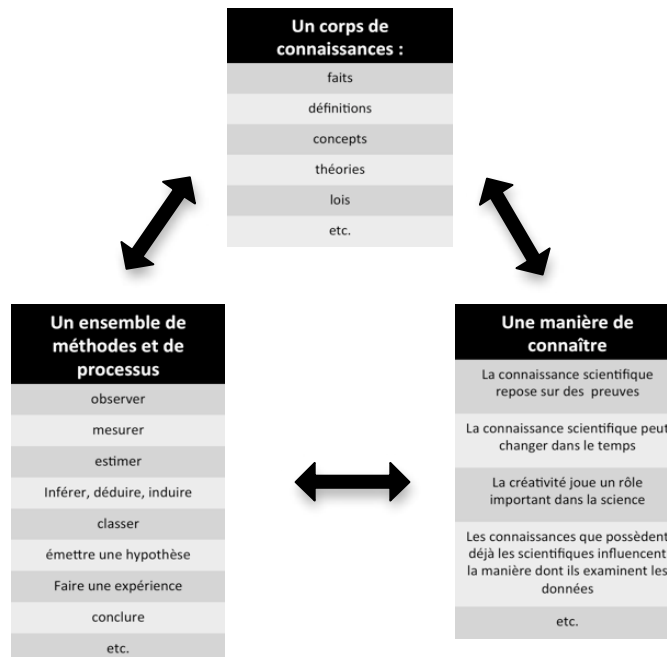 Un corps de
connaissances :
faits
définitions
concepts
théories
lois
etc.
Un ensemble de
méthodes et de
processus
observer
mesurer
estimer
Inférer, déduire, induire
classer
émettre une hypothèse
Faire une expérience
conclure
etc.
Une manière de
connaître
La connaissance scientifique
repose sur des preuves
La connaissance scientifique peut
changer dans le temps
La créativité joue un rôle
important dans la science
Les connaissances que possèdent
déjà les scientifiques influencent
la manière dont ils examinent les
données
etc.